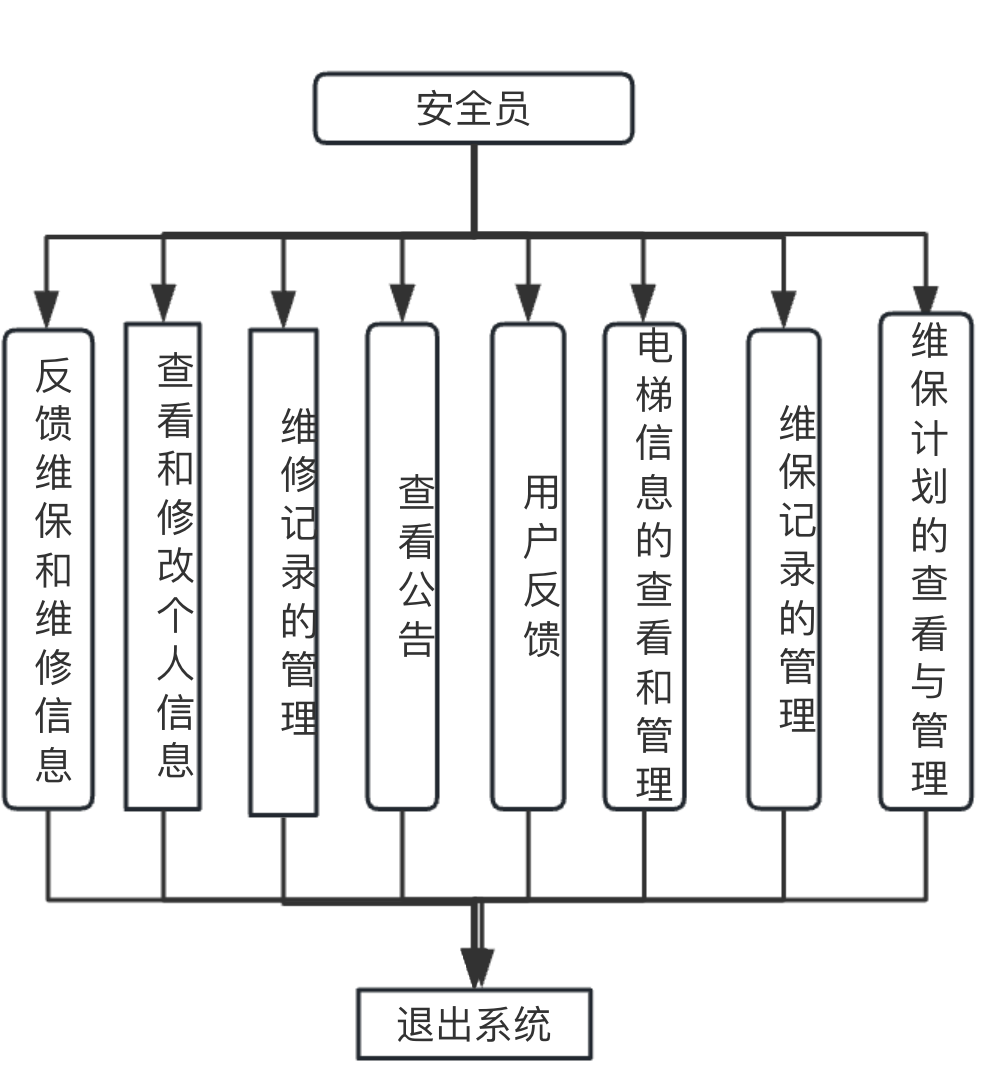 安全员
反馈维保和维修信息
查看和修改个人信息
维修记录的管理
查看公告
用户反馈
电梯信息的查看和管理
维保记录的管理
维保计划的查看与管理
退出系统